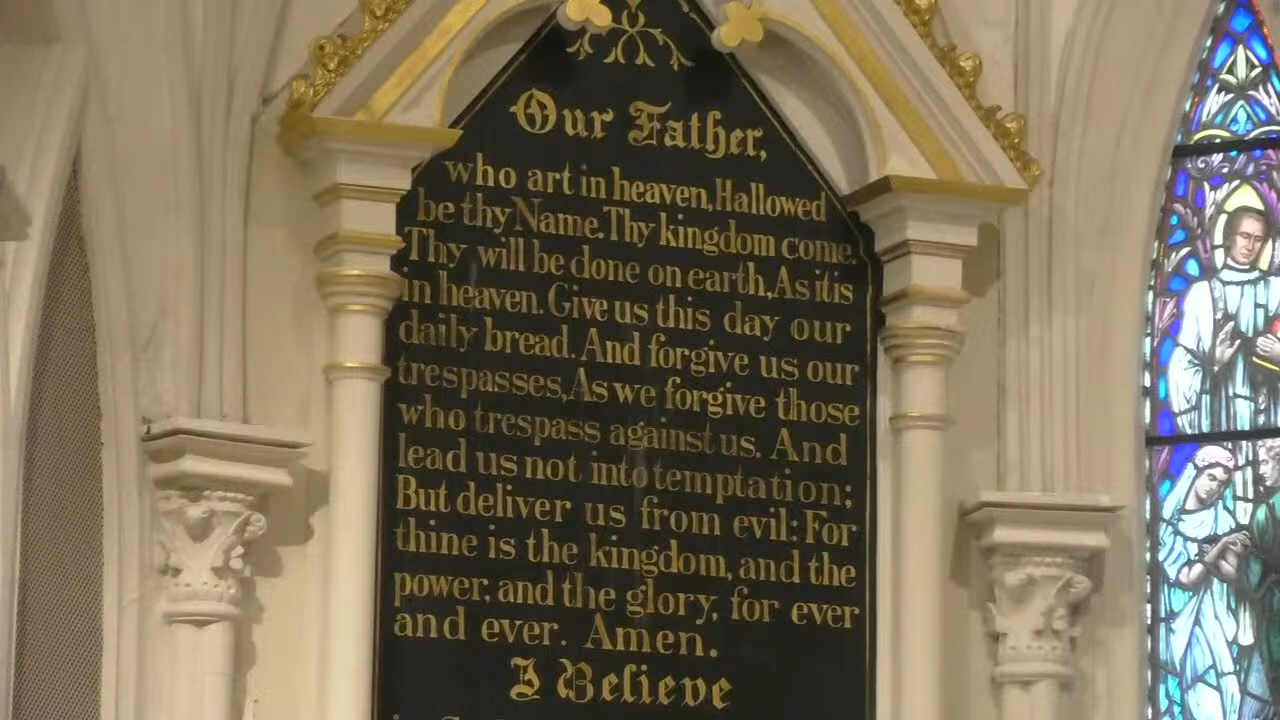 Our Father,
who art in heaven, Hallowed
be thy Name. Thy kingdom come.
Thy will be done on earth, As it is
in heaven. Give us this day our
daily bread. And forgive us our
trespasses, As we forgive those
who trespass against us. And
lead us not into temptation;
But deliver us from evil: For
thine is the kingdom, and the
power, and the glory, for ever
and ever. Amen.
I Believe